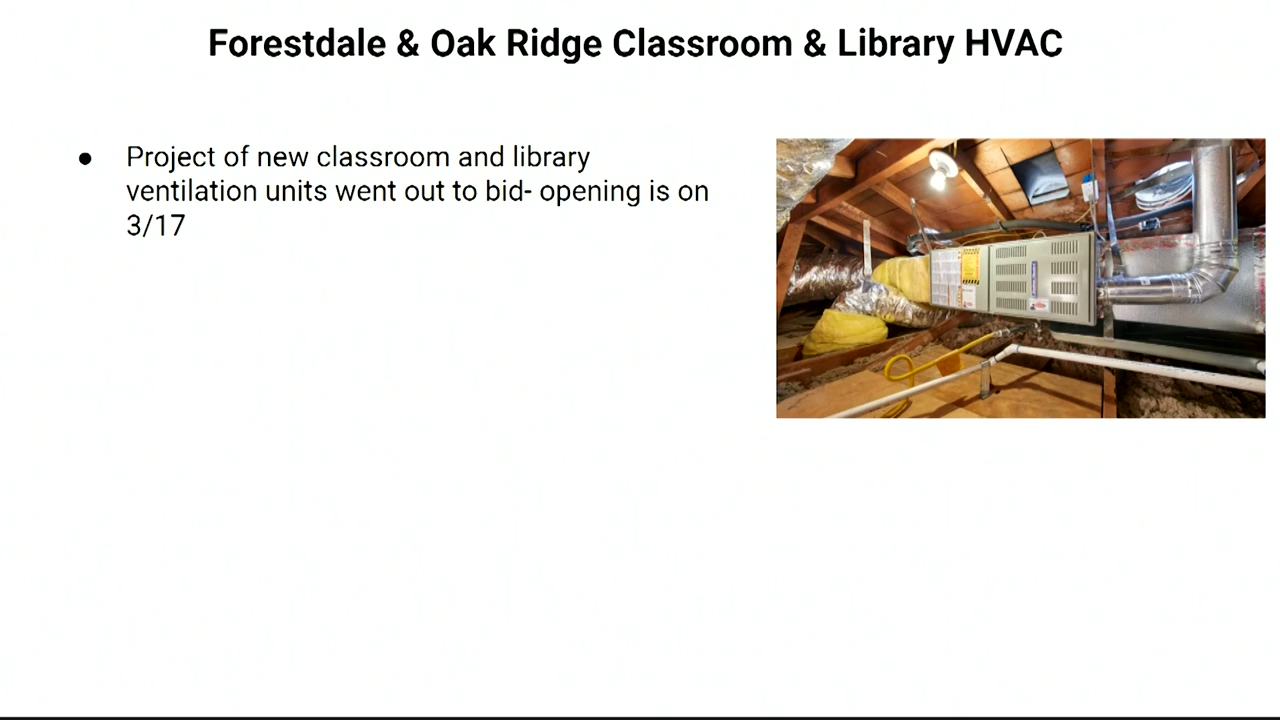 Forestdale & Oak Ridge Classroom & Library HVAC
● Project of new classroom and library
ventilation units went out to bid- opening is on
3/17